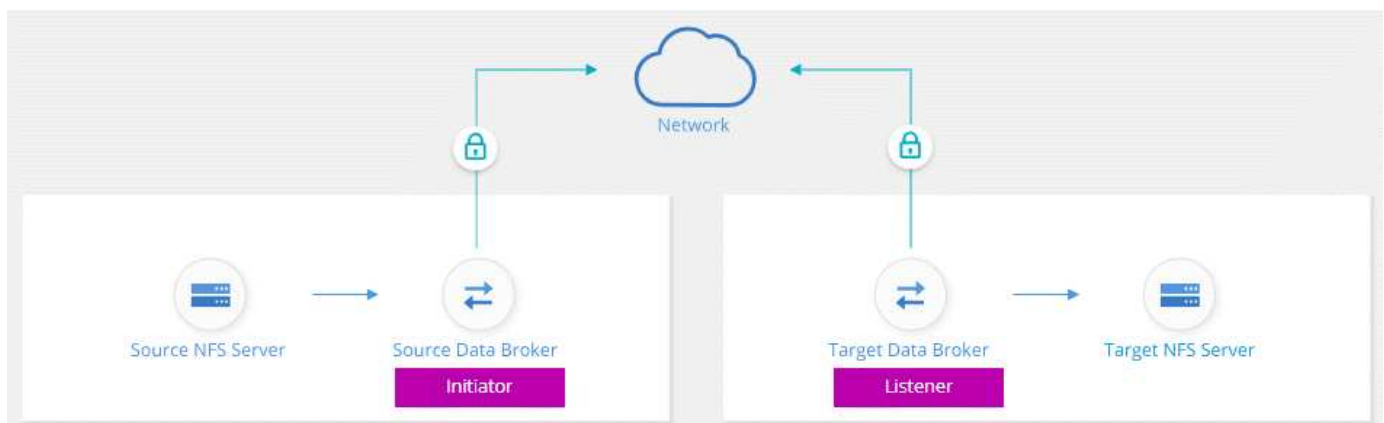 Network
Source NFS Server
Source Data Broker
Target Data Broker
Target NFS Server
Initiator
Listener